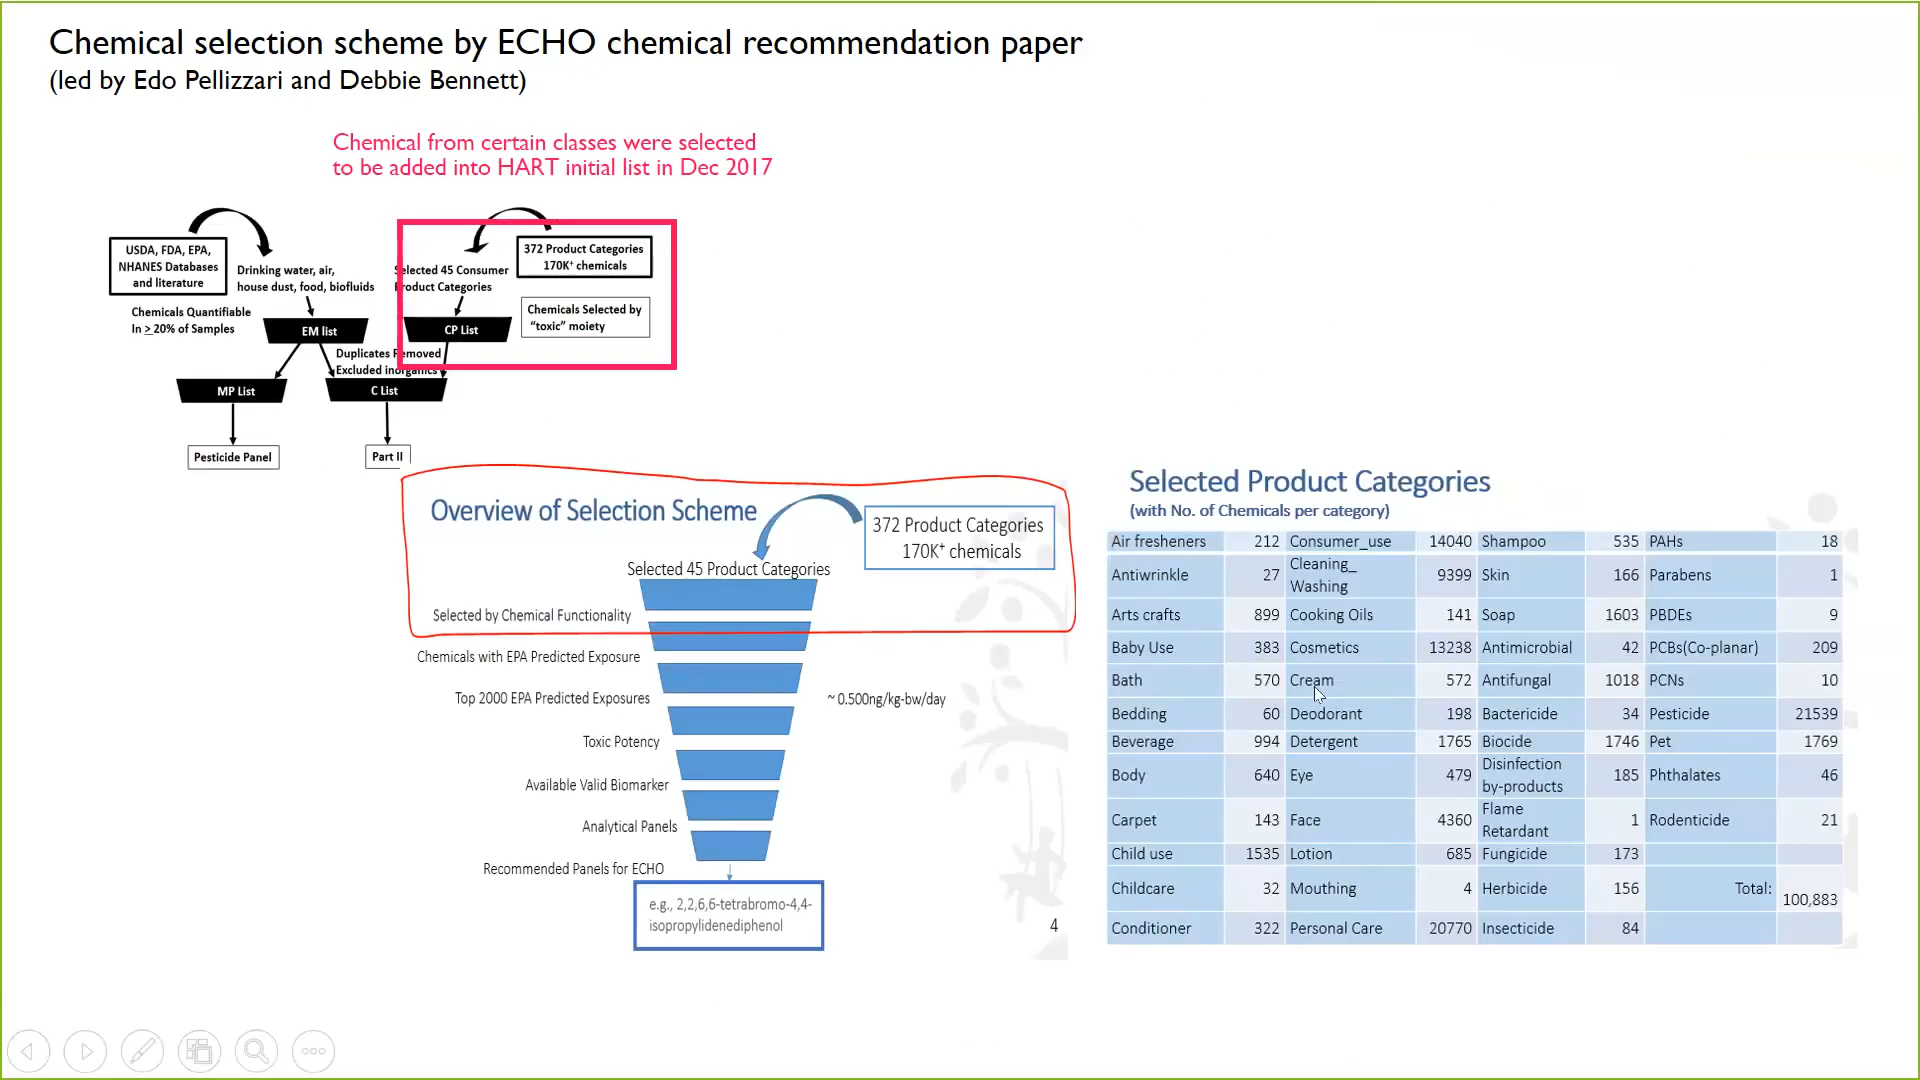 Chemical selection scheme by ECHO chemical recommendation paper
(led by Edo Pellizzari and Debbie Bennett)
Chemical from certain classes were selected
to be added into HART initial list in Dec 2017
USDA, FDA, EPA,
NHANES Databases
and literature
Drinking water, air,
house dust, food, biofluids
Chemicals Quantifiable
In > 20% of Samples
EM list
Selected 45 Consumer
Product Categories
372 Product Categories
170K+ chemicals
Chemicals Selected by
"toxic" moiety
CP List
Duplicates Removed
Excluded inorganics
MP List
C List
Pesticide Panel
Part II
Overview of Selection Scheme
372 Product Categories
170K+ chemicals
Selected 45 Product Categories
Selected by Chemical Functionality
Chemicals with EPA Predicted Exposure
Top 2000 EPA Predicted Exposures
~ 0.500ng/kg-bw/day
Toxic Potency
Available Valid Biomarker
Analytical Panels
Recommended Panels for ECHO
e.g., 2,2,6,6-tetrabromo-4,4-
isopropylidenediphenol
4
Selected Product Categories
(with No. of Chemicals per category)
Air fresheners 212 Consumer_use 14040 Shampoo 535 PAHs 18
Antiwrinkle 27 Cleaning_ Washing 9399 Skin 166 Parabens 1
Arts crafts 899 Cooking Oils 141 Soap 1603 PBDEs 9
Baby Use 383 Cosmetics 13238 Antimicrobial 42 PCBs(Co-planar) 209
Bath 570 Cream 572 Antifungal 1018 PCNs 10
Bedding 60 Deodorant 198 Bactericide 34 Pesticide 21539
Beverage 994 Detergent 1765 Biocide 1746 Pet 1769
Body 640 Eye 479 Disinfection by-products 185 Phthalates 46
Carpet 143 Face 4360 Flame Retardant 1 Rodenticide 21
Child use 1535 Lotion 685 Fungicide 173
Childcare 32 Mouthing 4 Herbicide 156 Total: 100,883
Conditioner 322 Personal Care 20770 Insecticide 84